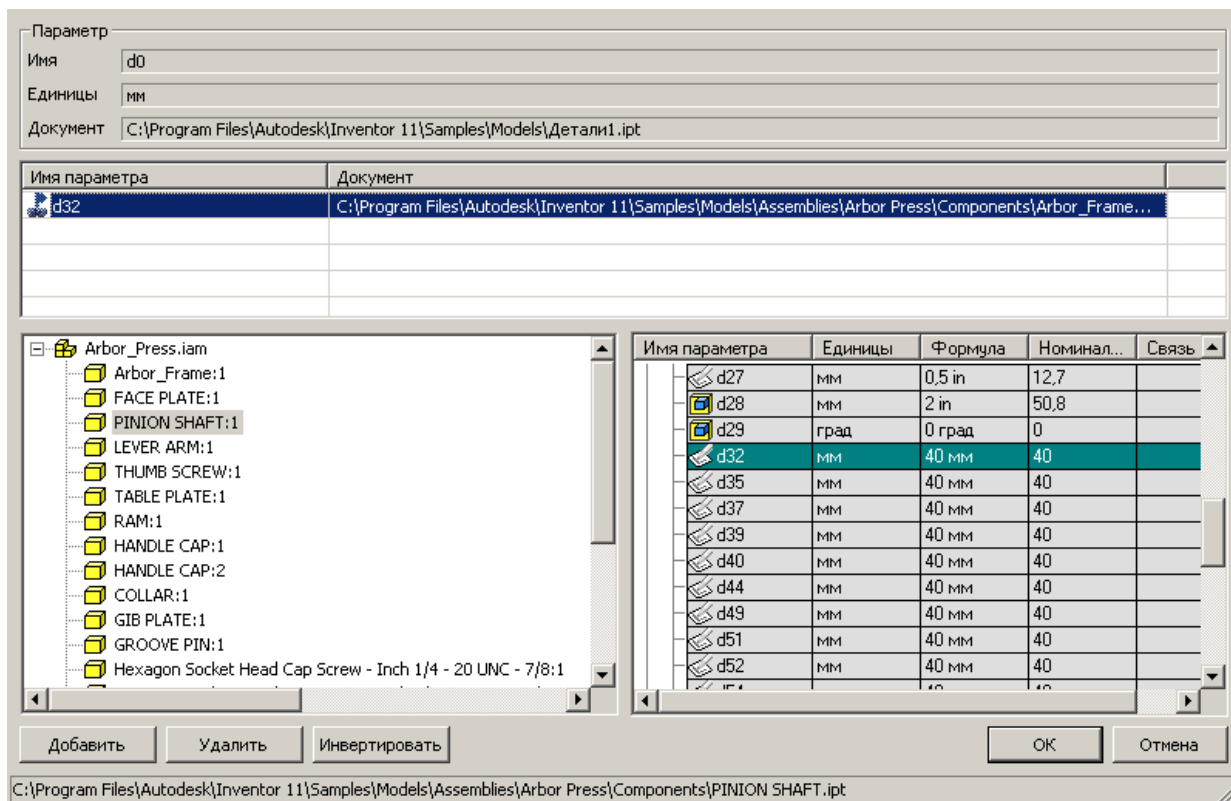 Параметр
Имя d0
Единицы мм
Документ C:\Program Files\Autodesk\Inventor 11\Samples\Models\Детали1.ipt
Имя параметра Документ
d32 C:\Program Files\Autodesk\Inventor 11\Samples\Models\Assemblies\Arbor Press\Components\Arbor_Frame...
Arbor_Press.iam
Arbor_Frame:1
FACE PLATE:1
PINION SHAFT:1
LEVER ARM:1
THUMB SCREW:1
TABLE PLATE:1
RAM:1
HANDLE CAP:1
HANDLE CAP:2
COLLAR:1
GIB PLATE:1
GROOVE PIN:1
Hexagon Socket Head Cap Screw - Inch 1/4 - 20 UNC - 7/8:1
Имя параметра Единицы Формула Номинал... Связь
d27 мм 0,5 in 12,7
d28 мм 2 in 50,8
d29 град 0 град 0
d32 мм 40 мм 40
d35 мм 40 мм 40
d37 мм 40 мм 40
d39 мм 40 мм 40
d40 мм 40 мм 40
d44 мм 40 мм 40
d49 мм 40 мм 40
d51 мм 40 мм 40
d52 мм 40 мм 40
Добавить Удалить Инвертировать ОК Отмена
C:\Program Files\Autodesk\Inventor 11\Samples\Models\Assemblies\Arbor Press\Components\PINION SHAFT.ipt